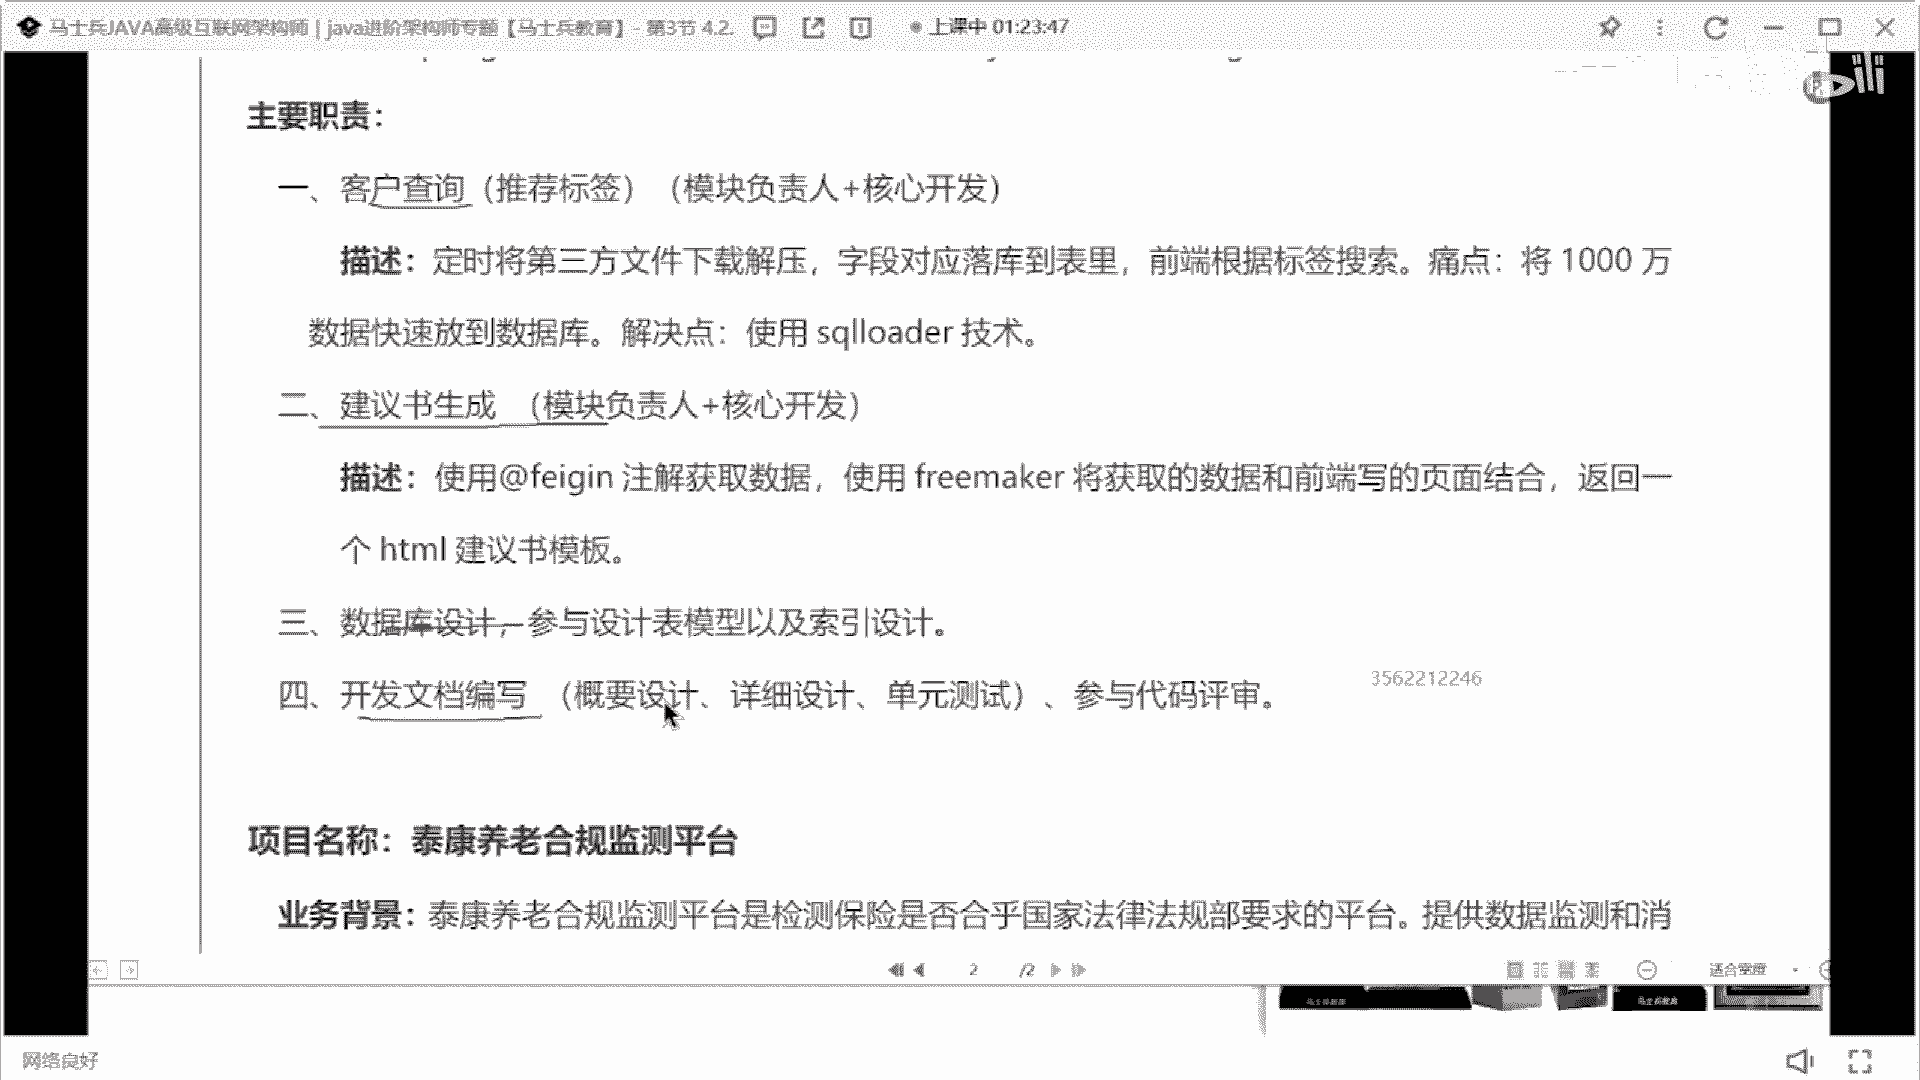 马士兵JAVA高级互联网架构师 | java进阶架构师专题【马士兵教育】- 第3节 4.2.
上课中 01:23:47
主要职责：
一、客户查询（推荐标签）（模块负责人+核心开发）
描述：定时将第三方文件下载解压，字段对应落库到表里，前端根据标签搜索。痛点：将 1000 万
数据快速放到数据库。解决点：使用 sqlloader 技术。
二、建议书生成 （模块负责人+核心开发）
描述：使用@feigin 注解获取数据，使用 freemaker 将获取的数据和前端写的页面结合，返回一
个 html 建议书模板。
三、数据库设计，参与设计表模型以及索引设计。
四、开发文档编写 （概要设计、详细设计、单元测试）、参与代码评审。
3562212246
项目名称：泰康养老合规监测平台
业务背景：泰康养老合规监测平台是检测保险是否合乎国家法律法规部要求的平台。提供数据监测和消
2 /2
适合宽度
网络良好